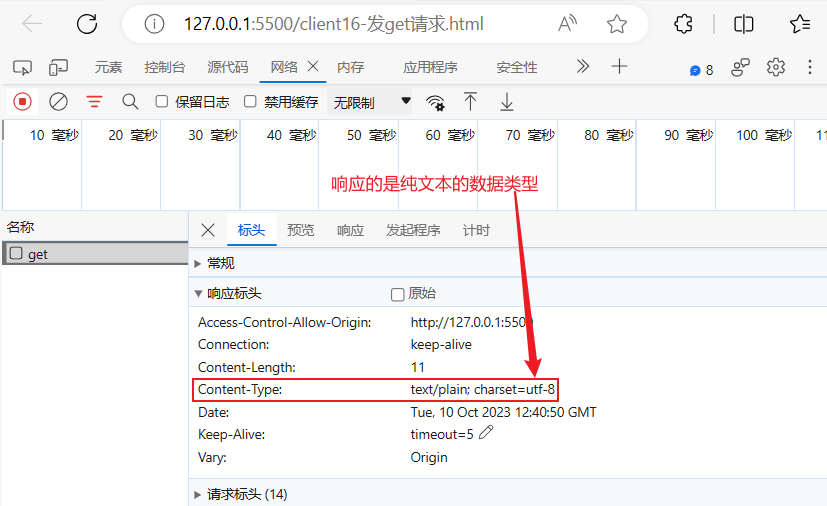 127.0.0.1:5500/client16-发get请求.html
元素 控制台 源代码 网络 内存 应用程序 安全性 8
保留日志 禁用缓存 无限制
10 毫秒 20 毫秒 30 毫秒 40 毫秒 50 毫秒 60 毫秒 70 毫秒 80 毫秒 90 毫秒 100 毫秒 11
响应的是纯文本的数据类型
名称
标头 预览 响应 发起程序 计时
get
常规
响应标头 原始
Access-Control-Allow-Origin: http://127.0.0.1:5500
Connection: keep-alive
Content-Length: 11
Content-Type: text/plain; charset=utf-8
Date: Tue, 10 Oct 2023 12:40:50 GMT
Keep-Alive: timeout=5
Vary: Origin
请求标头 (14)